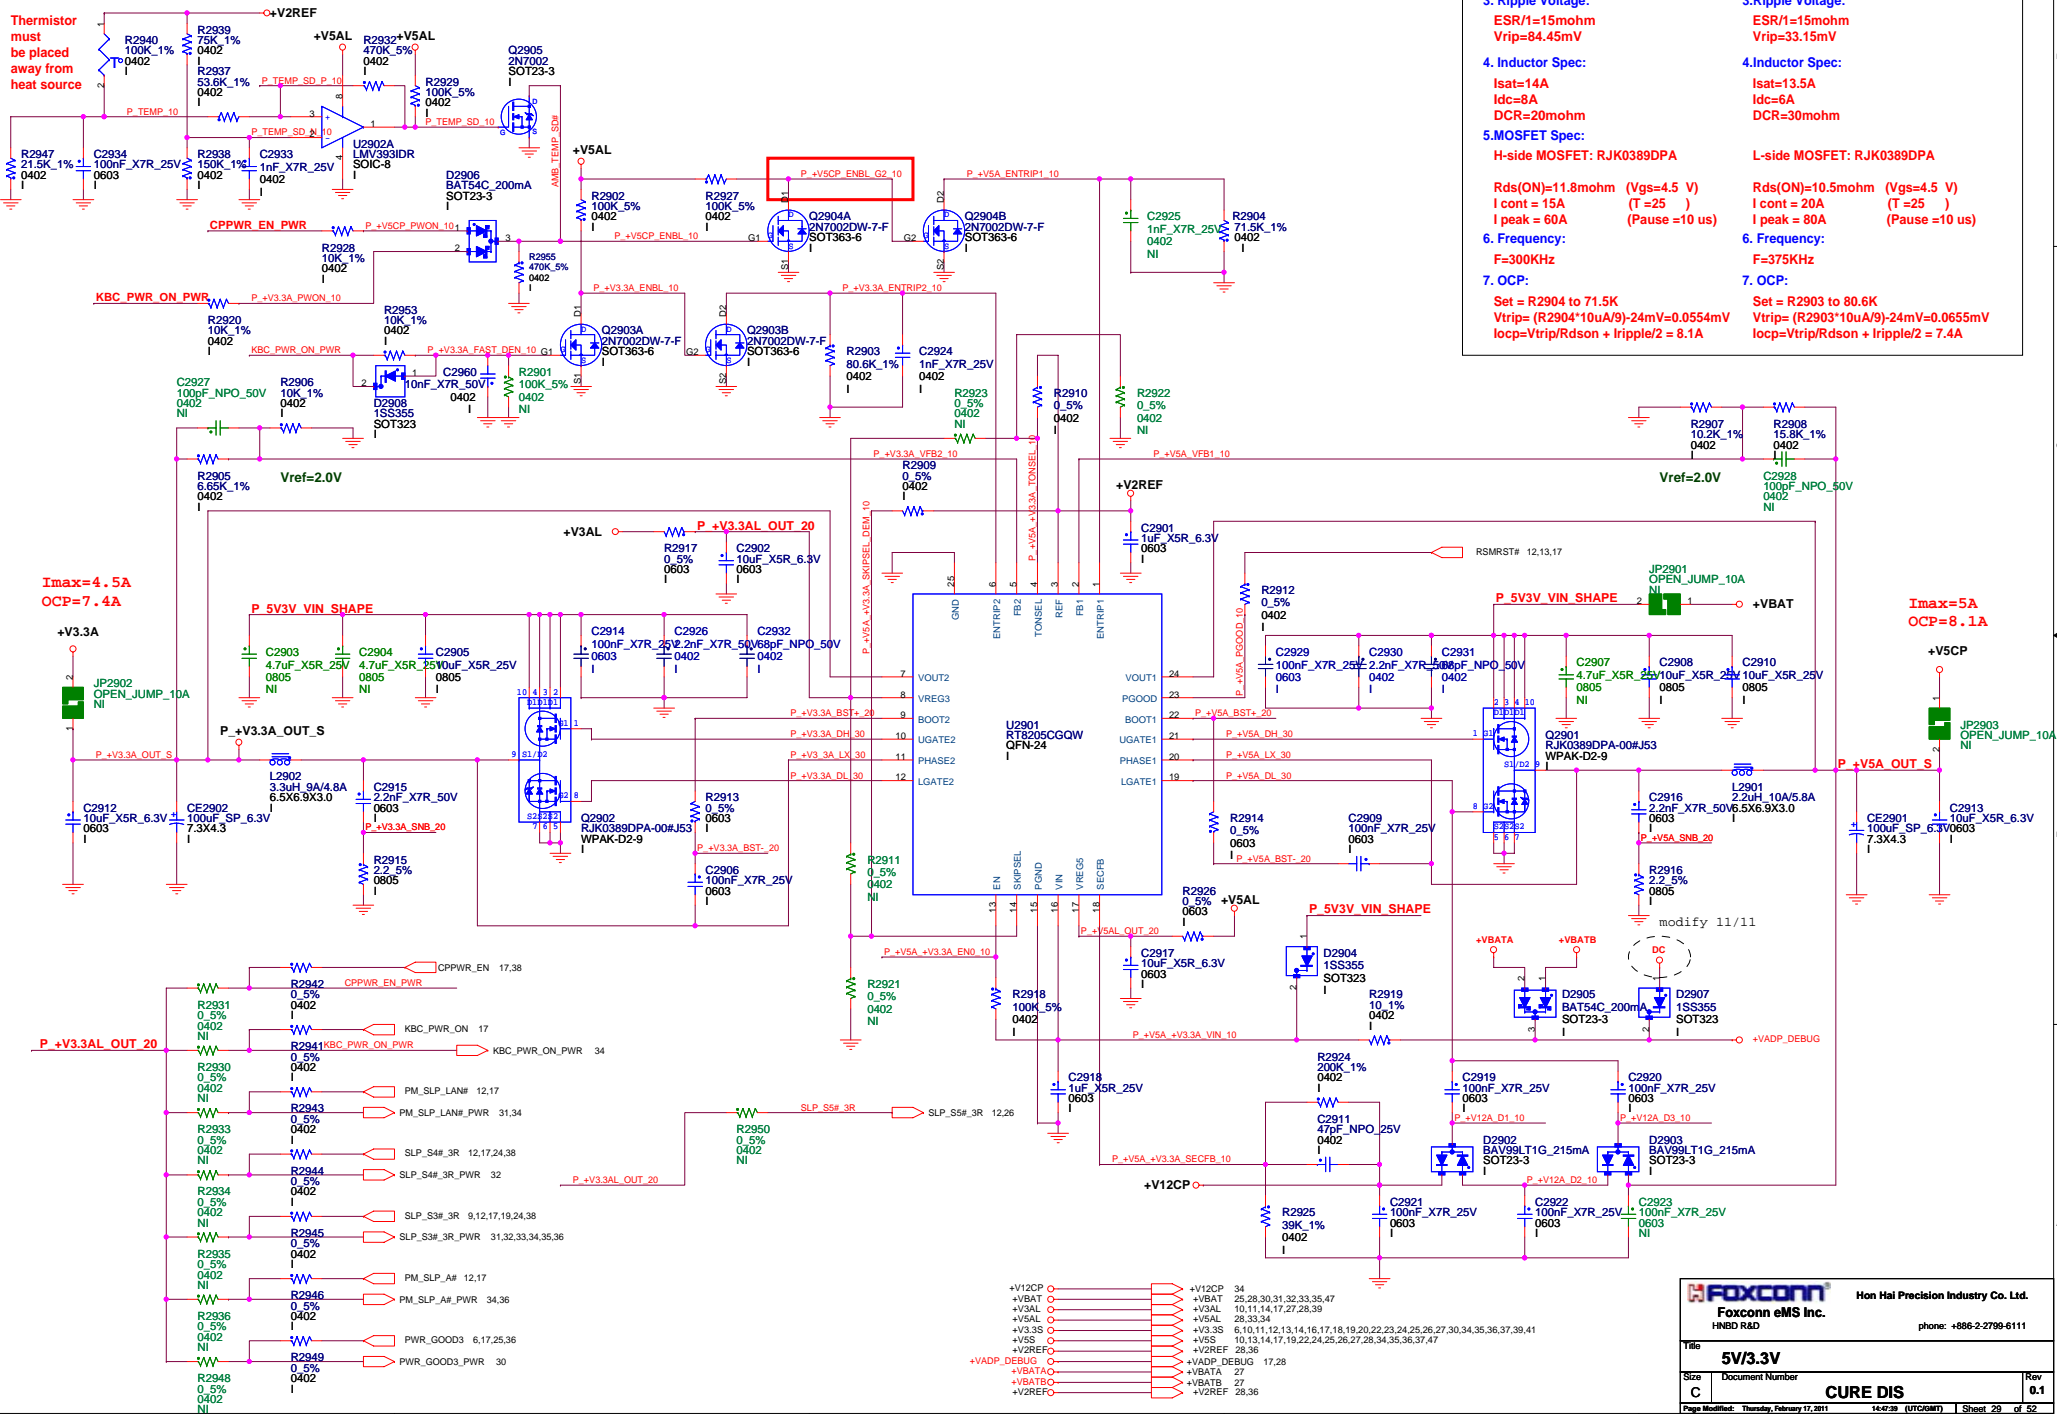 Thermistor
must
be placed
away from
heat source
+V2REF
R2940
100K_1%
0402
I
R2939
75K_1%
0402
I
R2937
53.6K_1%
0402
I
+V5AL
R2932
470K_5%
0402
I
+V5AL
R2929
100K_5%
0402
I
Q2905
2N7002
SOT23-3
I
P_TEMP_SD_P_10
P_TEMP_10
P_TEMP_SD_N_10
P_TEMP_SD_10
AMB_TEMP_SD#
U2902A
LMV393IDR
SOIC-8
I
R2947
21.5K_1%
0402
I
C2934
100nF_X7R_25V
0603
I
R2938
150K_1%
0402
I
C2933
1nF_X7R_25V
0402
I
D2906
BAT54C_200mA
SOT23-3
I
CPPWR_EN_PWR
P_+V5CP_PWON_10
R2928
10K_1%
0402
I
KBC_PWR_ON_PWR
P_+V3.3A_PWON_10
R2920
10K_1%
0402
I
+V5AL
R2902
100K_5%
0402
I
R2927
100K_5%
0402
I
P_+V5CP_ENBL_G2_10
P_+V5CP_ENBL_10
R2955
470K_5%
0402
I
Q2904A
2N7002DW-7-F
SOT363-6
I
Q2904B
2N7002DW-7-F
SOT363-6
I
P_+V5A_ENTRIP1_10
C2925
1nF_X7R_25V
0402
NI
R2904
71.5K_1%
0402
I
3. Ripple Voltage:
ESR/1=15mohm
Vrip=84.45mV
4. Inductor Spec:
Isat=14A
Idc=8A
DCR=20mohm
5.MOSFET Spec:
H-side MOSFET: RJK0389DPA
Rds(ON)=11.8mohm (Vgs=4.5 V)
I cont = 15A (T =25 )
I peak = 60A (Pause =10 us)
6. Frequency:
F=300KHz
7. OCP:
Set = R2904 to 71.5K
Vtrip= (R2904*10uA/9)-24mV=0.0554mV
Iocp=Vtrip/Rdson + Iripple/2 = 8.1A
3.Ripple Voltage:
ESR/1=15mohm
Vrip=33.15mV
4.Inductor Spec:
Isat=13.5A
Idc=6A
DCR=30mohm
L-side MOSFET: RJK0389DPA
Rds(ON)=10.5mohm (Vgs=4.5 V)
I cont = 20A (T =25 )
I peak = 80A (Pause =10 us)
6. Frequency:
F=375KHz
7. OCP:
Set = R2903 to 80.6K
Vtrip= (R2903*10uA/9)-24mV=0.0655mV
Iocp=Vtrip/Rdson + Iripple/2 = 7.4A
P_+V3.3A_ENBL_10
P_+V3.3A_ENTRIP2_10
R2953
10K_1%
0402
I
KBC_PWR_ON_PWR
P_+V3.3A_FAST_DEN_10
D2908
1SS355
SOT323
I
C2960
10nF_X7R_50V
0402
I
R2901
100K_5%
0402
NI
Q2903A
2N7002DW-7-F
SOT363-6
I
Q2903B
2N7002DW-7-F
SOT363-6
I
R2903
80.6K_1%
0402
I
C2924
1nF_X7R_25V
0402
I
C2927
100pF_NPO_50V
0402
NI
R2906
10K_1%
0402
I
R2905
6.65K_1%
0402
I
Vref=2.0V
R2923
0_5%
0402
NI
R2910
0_5%
0402
I
R2922
0_5%
0402
NI
P_+V3.3A_VFB2_10
P_+V5A_VFB1_10
R2909
0_5%
0402
I
P_+V5A_+V3.3A_TONSEL_10
P_+V5A_+V3.3A_SKIPSEL_DEM_10
+V2REF
C2901
1uF_X5R_6.3V
0603
I
R2907
10.2K_1%
0402
I
R2908
15.8K_1%
0402
I
Vref=2.0V
C2928
100pF_NPO_50V
0402
NI
+V3AL
R2917
0_5%
0603
I
P_+V3.3AL_OUT_20
C2902
10uF_X5R_6.3V
0603
I
RSMRST# 12,13,17
R2912
0_5%
0402
I
P_+V5A_PGOOD_10
JP2901
OPEN_JUMP_10A
NI
+VBAT
P_5V3V_VIN_SHAPE
Imax=5A
OCP=8.1A
+V5CP
JP2903
OPEN_JUMP_10A
NI
Imax=4.5A
OCP=7.4A
+V3.3A
JP2902
OPEN_JUMP_10A
NI
P_5V3V_VIN_SHAPE
C2903
4.7uF_X5R_25V
0805
NI
C2904
4.7uF_X5R_25V
0805
NI
C2905
10uF_X5R_25V
0805
I
C2914
100nF_X7R_25V
0603
I
C2926
2.2nF_X7R_50V
0402
I
C2932
68pF_NPO_50V
0402
I
U2901
RT8205CGQW
QFN-24
I
GND
ENTRIP2
FB2
TONSEL
REF
FB1
ENTRIP1
VOUT2
VREG3
BOOT2
UGATE2
PHASE2
LGATE2
VOUT1
PGOOD
BOOT1
UGATE1
PHASE1
LGATE1
EN
SKIPSEL
PGND
VIN
VREG5
SECFB
P_+V3.3A_BST+_20
P_+V3.3A_DH_30
P_+V3_3A_LX_30
P_+V3.3A_DL_30
P_+V5A_BST+_20
P_+V5A_DH_30
P_+V5A_LX_30
P_+V5A_DL_30
C2929
100nF_X7R_25V
0603
I
C2930
2.2nF_X7R_50V
0402
I
C2931
68pF_NPO_50V
0402
I
C2907
4.7uF_X5R_25V
0805
NI
C2908
10uF_X5R_25V
0805
I
C2910
10uF_X5R_25V
0805
I
Q2901
RJK0389DPA-00#J53
WPAK-D2-9
I
P_+V3.3A_OUT_S
P_+V3.3A_OUT_S
L2902
3.3uH_9A/4.8A
6.5X6.9X3.0
I
C2912
10uF_X5R_6.3V
0603
I
CE2902
100uF_SP_6.3V
7.3X4.3
I
C2915
2.2nF_X7R_50V
0603
I
P_+V3.3A_SNB_20
R2915
2.2_5%
0805
I
Q2902
RJK0389DPA-00#J53
WPAK-D2-9
I
R2913
0_5%
0603
I
P_+V3.3A_BST-_20
C2906
100nF_X7R_25V
0603
I
R2911
0_5%
0402
NI
R2921
0_5%
0402
NI
R2914
0_5%
0603
I
C2909
100nF_X7R_25V
0603
I
P_+V5A_BST-_20
L2901
2.2uH_10A/5.8A
6.5X6.9X3.0
I
P_+V5A_OUT_S
C2916
2.2nF_X7R_50V
0603
I
P_+V5A_SNB_20
R2916
2.2_5%
0805
I
CE2901
100uF_SP_6.3V
7.3X4.3
I
C2913
10uF_X5R_6.3V
0603
I
modify 11/11
P_+V5A_+V3.3A_EN0_10
R2918
100K_5%
0402
I
P_+V5AL_OUT_20
C2917
10uF_X5R_6.3V
0603
I
R2926
0_5%
0603
I
+V5AL
P_5V3V_VIN_SHAPE
D2904
1SS355
SOT323
I
P_+V5A_+V3.3A_VIN_10
R2919
10_1%
0402
I
+VBATA
+VBATB
DC
D2905
BAT54C_200mA
SOT23-3
I
D2907
1SS355
SOT323
I
+VADP_DEBUG
C2918
1uF_X5R_25V
0603
I
R2924
200K_1%
0402
I
C2911
47pF_NPO_25V
0402
I
P_+V5A_+V3.3A_SECFB_10
+V12CP
R2925
39K_1%
0402
I
C2921
100nF_X7R_25V
0603
I
C2922
100nF_X7R_25V
0603
I
C2923
100nF_X7R_25V
0603
NI
C2919
100nF_X7R_25V
0603
I
C2920
100nF_X7R_25V
0603
I
P_+V12A_D1_10
P_+V12A_D3_10
P_+V12A_D2_10
D2902
BAV99LT1G_215mA
SOT23-3
I
D2903
BAV99LT1G_215mA
SOT23-3
I
P_+V3.3AL_OUT_20
R2931
0_5%
0402
NI
R2942
0_5%
0402
I
CPPWR_EN 17,38
CPPWR_EN_PWR
R2930
0_5%
0402
NI
R2941
0_5%
0402
I
KBC_PWR_ON 17
KBC_PWR_ON_PWR
KBC_PWR_ON_PWR 34
R2933
0_5%
0402
NI
R2943
0_5%
0402
I
PM_SLP_LAN# 12,17
PM_SLP_LAN#_PWR 31,34
R2934
0_5%
0402
NI
R2944
0_5%
0402
I
SLP_S4#_3R 12,17,24,38
SLP_S4#_3R_PWR 32
R2935
0_5%
0402
NI
R2945
0_5%
0402
I
SLP_S3#_3R 9,12,17,19,24,38
SLP_S3#_3R_PWR 31,32,33,34,35,36
R2936
0_5%
0402
NI
R2946
0_5%
0402
I
PM_SLP_A# 12,17
PM_SLP_A#_PWR 34,36
R2948
0_5%
0402
NI
R2949
0_5%
0402
I
PWR_GOOD3 6,17,25,36
PWR_GOOD3_PWR 30
P_+V3.3AL_OUT_20
R2950
0_5%
0402
NI
SLP_S5#_3R
SLP_S5#_3R 12,26
+V12CP +V12CP 34
+VBAT +VBAT 25,28,30,31,32,33,35,47
+V3AL +V3AL 10,11,14,17,27,28,39
+V5AL +V5AL 28,33,34
+V3.3S +V3.3S 6,10,11,12,13,14,16,17,18,19,20,22,23,24,25,26,27,30,34,35,36,37,39,41
+V5S +V5S 10,13,14,17,19,22,24,25,26,27,28,34,35,36,37,47
+V2REF +V2REF 28,36
+VADP_DEBUG +VADP_DEBUG 17,28
+VBATA +VBATA 27
+VBATB +VBATB 27
+V2REF +V2REF 28,36
FOXCONN
Hon Hai Precision Industry Co. Ltd.
Foxconn eMS Inc.
HNBD R&D
phone: +886-2-2799-6111
Title
5V/3.3V
Size
C
Document Number
CURE DIS
Rev
0.1
Page Modified: Thursday, February 17, 2011 14:47:39 (UTC/GMT) Sheet 29 of 52